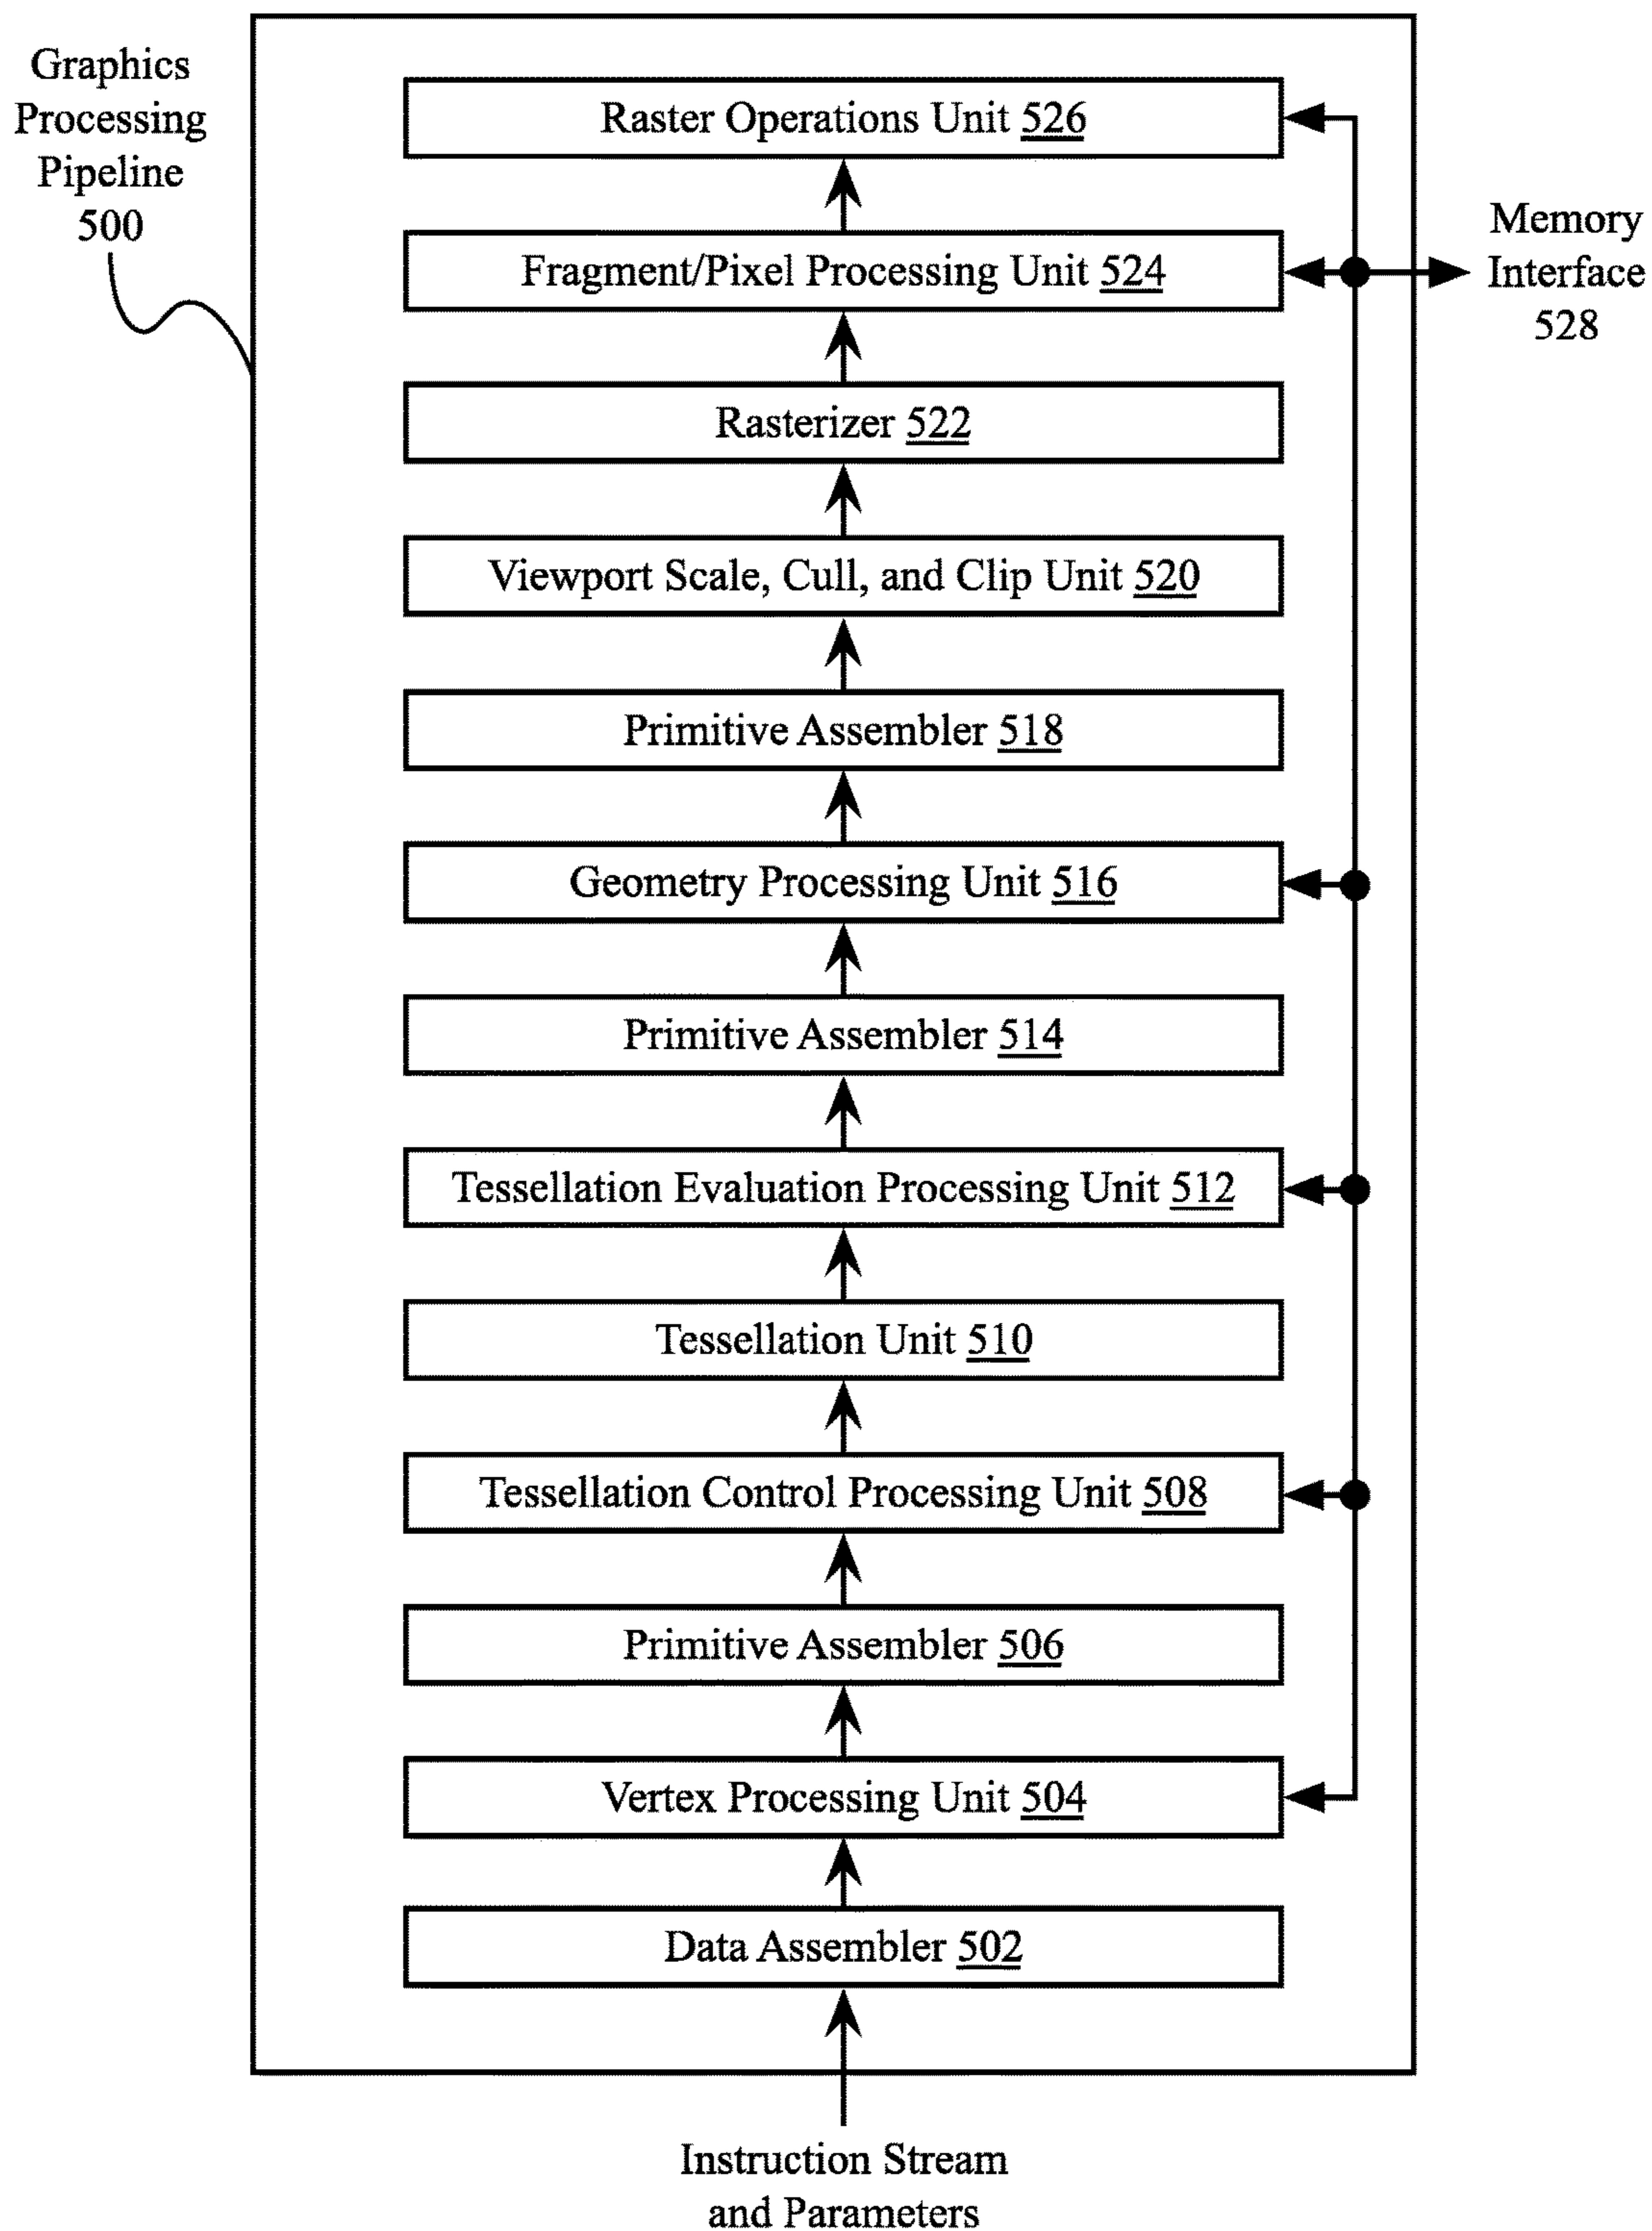 Graphics
Processing
Pipeline
500
Raster Operations Unit 526
Fragment/Pixel Processing Unit 524
Memory
Interface
528
Rasterizer 522
Viewport Scale, Cull, and Clip Unit 520
Primitive Assembler 518
Geometry Processing Unit 516
Primitive Assembler 514
Tessellation Evaluation Processing Unit 512
Tessellation Unit 510
Tessellation Control Processing Unit 508
Primitive Assembler 506
Vertex Processing Unit 504
Data Assembler 502
Instruction Stream
and Parameters